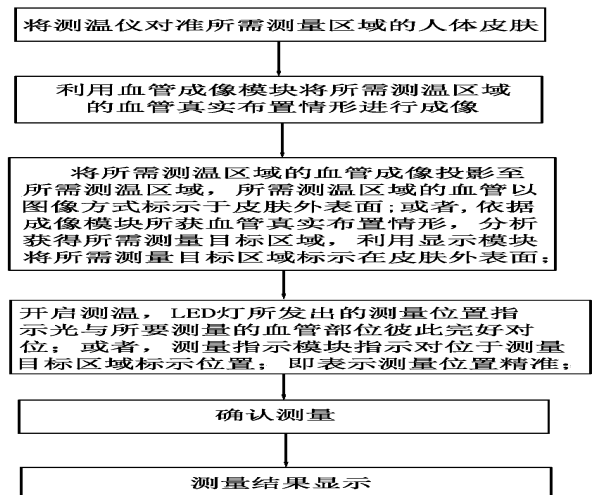 将测温仪对准所需测量区域的人体皮肤
利用血管成像模块将所需测温区域
的血管真实布置情形进行成像
将所需测温区域的血管成像投影至
所需测温区域，所需测温区域的血管以
图像方式标示于皮肤外表面；或者，依据
成像模块所获血管真实布置情形，分析
获得所需测量目标区域，利用显示模块
将所需测量目标区域标示在皮肤外表面；
开启测温，LED灯所发出的测量位置指
示光与所要测量的血管部位彼此完好对
位；或者，测量指示模块指示对位于测量
目标区域标示位置；即表示测量位置精准；
确认测量
测量结果显示